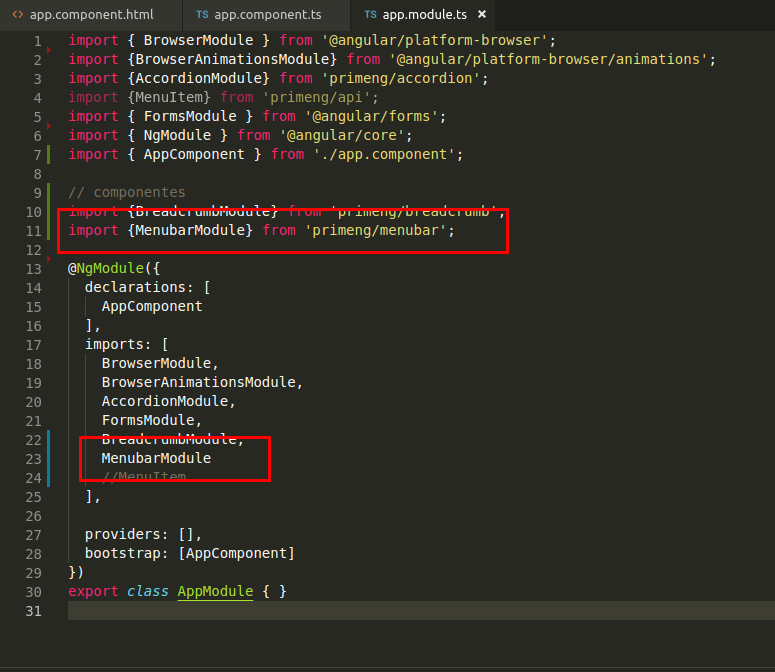 <> app.component.html TS app.component.ts TS app.module.ts ×
1 import { BrowserModule } from '@angular/platform-browser';
2 import {BrowserAnimationsModule} from '@angular/platform-browser/animations';
3 import {AccordionModule} from 'primeng/accordion';
4 import {MenuItem} from 'primeng/api';
5 import { FormsModule } from '@angular/forms';
6 import { NgModule } from '@angular/core';
7 import { AppComponent } from './app.component';
8
9 // componentes
10 import {BreadcrumbModule} from 'primeng/breadcrumb';
11 import {MenubarModule} from 'primeng/menubar';
12
13 @NgModule({
14 declarations: [
15 AppComponent
16 ],
17 imports: [
18 BrowserModule,
19 BrowserAnimationsModule,
20 AccordionModule,
21 FormsModule,
22 BreadcrumbModule,
23 MenubarModule
24 //MenuItem
25 ],
26
27 providers: [],
28 bootstrap: [AppComponent]
29 })
30 export class AppModule { }
31